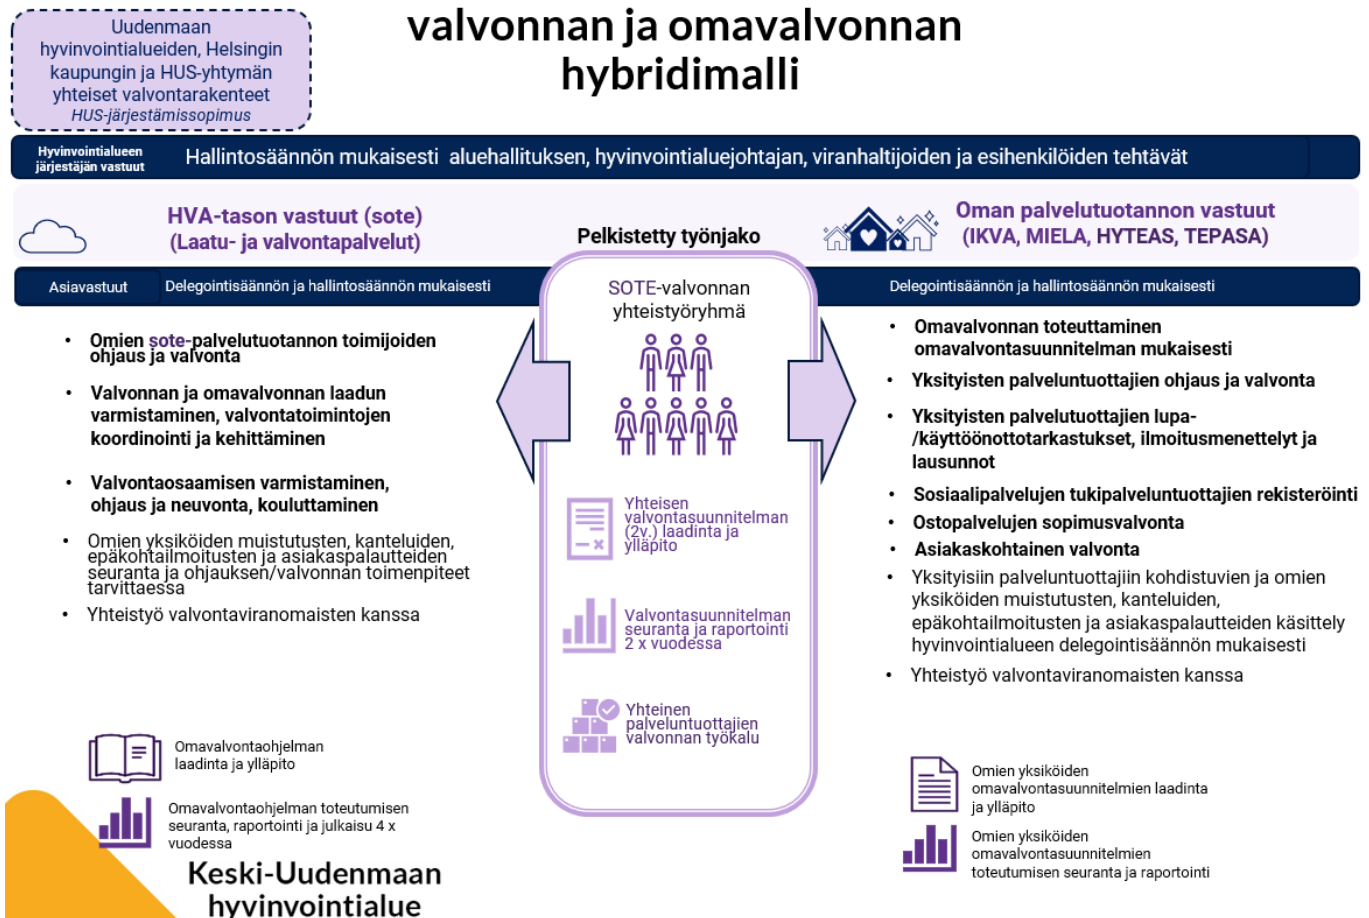 Uudenmaan
hyvinvointialueiden, Helsingin
kaupungin ja HUS-yhtymän
yhteiset valvontarakenteet
HUS-järjestämissopimus
valvonnan ja omavalvonnan
hybridimalli
Hyvinvointialueen
järjestäjän vastuut
Hallintosäännön mukaisesti aluehallituksen, hyvinvointialuejohtajan, viranhaltijoiden ja esihenkilöiden tehtävät
HVA-tason vastuut (sote)
(Laatu- ja valvontapalvelut)
Pelkistetty työnjako
Oman palvelutuotannon vastuut
(IKVA, MIELA, HYTEAS, TEPASA)
Asiavastuut
Delegointisäännön ja hallintosäännön mukaisesti
Delegointisäännön ja hallintosäännön mukaisesti
• Omien sote-palvelutuotannon toimijoiden
ohjaus ja valvonta
• Valvonnan ja omavalvonnan laadun
varmistaminen, valvontatoimintojen
koordinointi ja kehittäminen
• Valvontaosaamisen varmistaminen,
ohjaus ja neuvonta, kouluttaminen
• Omien yksiköiden muistutusten, kanteluiden,
epäkohtailmoitusten ja asiakaspalautteiden
seuranta ja ohjauksen/valvonnan toimenpiteet
tarvittaessa
• Yhteistyö valvontaviranomaisten kanssa
Omavalvontaohjelman
laadinta ja ylläpito
Omavalvontaohjelman toteutumisen
seuranta, raportointi ja julkaisu 4 x
vuodessa
SOTE-valvonnan
yhteistyöryhmä
Yhteisen
valvontasuunnitelman
(2v.) laadinta ja
ylläpito
Valvontasuunnitelman
seuranta ja raportointi
2 x vuodessa
Yhteinen
palveluntuottajien
valvonnan työkalu
• Omavalvonnan toteuttaminen
omavalvontasuunnitelman mukaisesti
• Yksityisten palveluntuottajien ohjaus ja valvonta
• Yksityisten palvelutuottajien lupa-
/käyttöönottotarkastukset, ilmoitusmenettelyt ja
lausunnot
• Sosiaalipalvelujen tukipalveluntuottajien rekisteröinti
• Ostopalvelujen sopimusvalvonta
• Asiakaskohtainen valvonta
• Yksityisiin palveluntuottajiin kohdistuvien ja omien
yksiköiden muistutusten, kanteluiden,
epäkohtailmoitusten ja asiakaspalautteiden käsittely
hyvinvointialueen delegointisäännön mukaisesti
• Yhteistyö valvontaviranomaisten kanssa
Omien yksiköiden
omavalvontasuunnitelmien laadinta
ja ylläpito
Omien yksiköiden
omavalvontasuunnitelmien
toteutumisen seuranta ja raportointi
Keski-Uudenmaan
hyvinvointialue